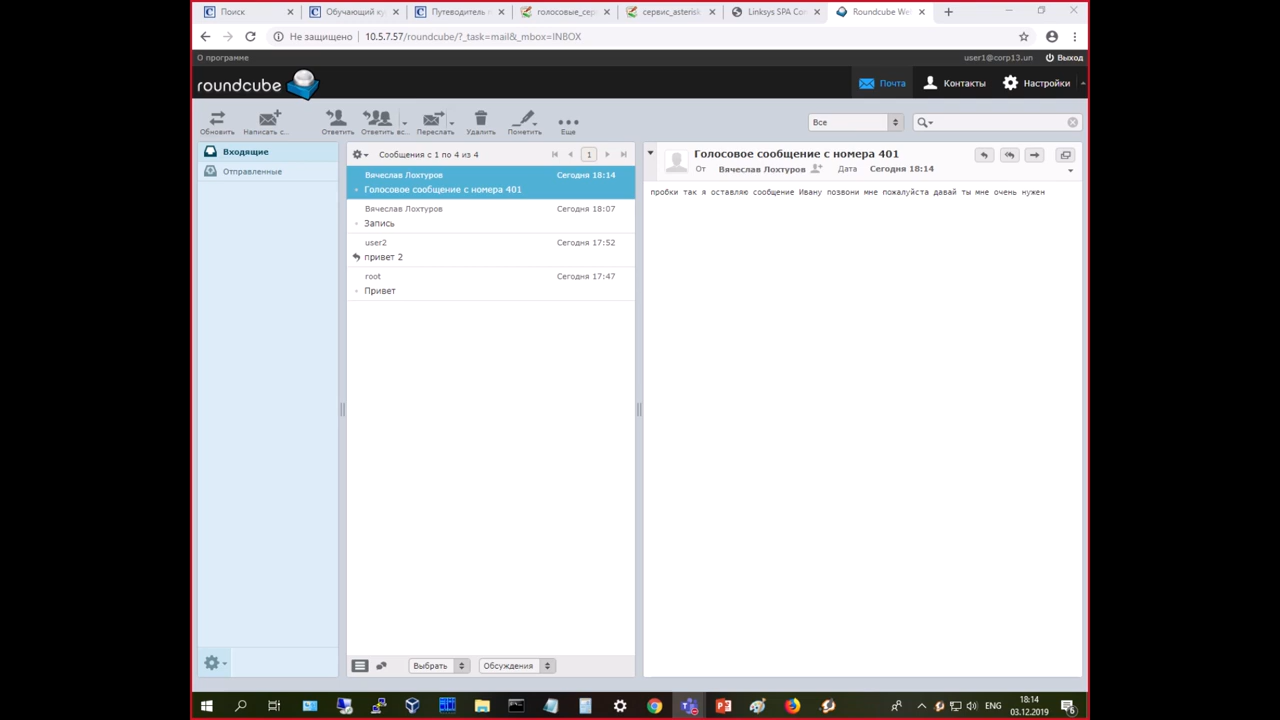 Поиск
Обучающий ку
Путеводитель
голосовые_сер
сервис_asterisk
Linksys SPA Co
Roundcube We
Не защищено 10.5.7.57/roundcube/?_task=mail&_mbox=INBOX
О программе
user1@corp13.un Выход
roundcube
Почта Контакты Настройки
Обновить Написать с... Ответить Ответить вс... Переслать Удалить Пометить Еще
Все
Входящие
Отправленные
Сообщения с 1 по 4 из 4
1
Вячеслав Лохтуров Сегодня 18:14
Голосовое сообщение с номера 401
Вячеслав Лохтуров Сегодня 18:07
Запись
user2 Сегодня 17:52
привет 2
root Сегодня 17:47
Привет
Выбрать Обсуждения
Голосовое сообщение с номера 401
От Вячеслав Лохтуров Дата Сегодня 18:14
пробки так я оставляю сообщение Ивану позвони мне пожалуйста давай ты мне очень нужен
ENG
18:14
03.12.2019
6